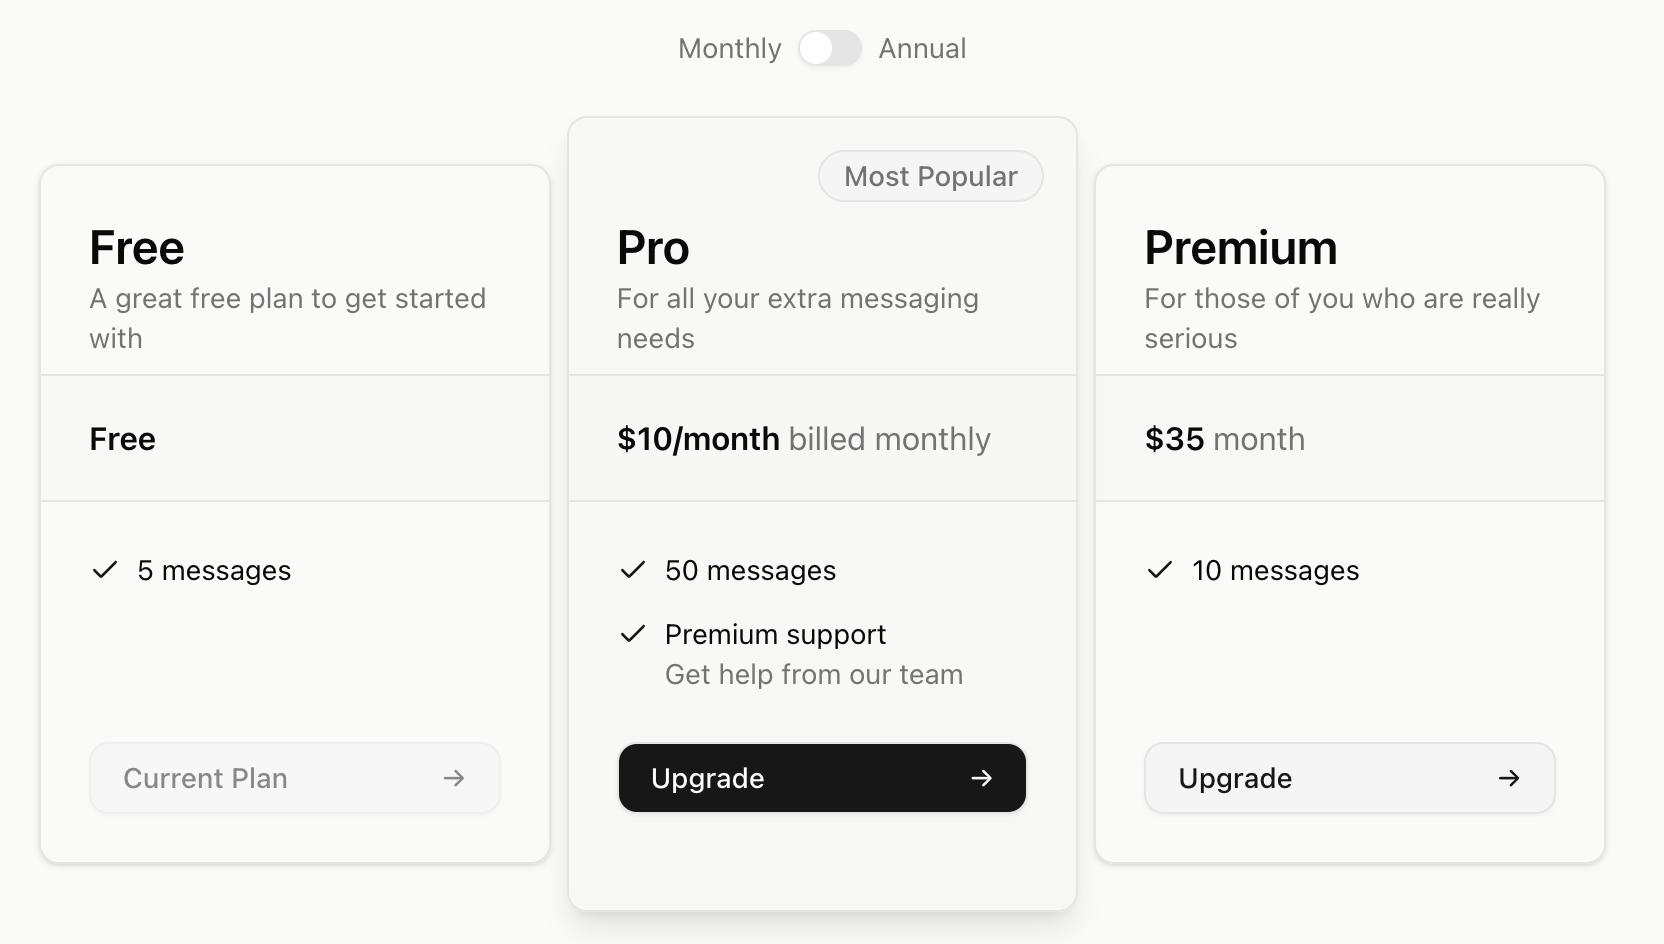 Monthly Annual
Most Popular
Free
A great free plan to get started
with
Free
5 messages
Current Plan →
Pro
For all your extra messaging
needs
$10/month billed monthly
50 messages
Premium support
Get help from our team
Upgrade →
Premium
For those of you who are really
serious
$35 month
10 messages
Upgrade →